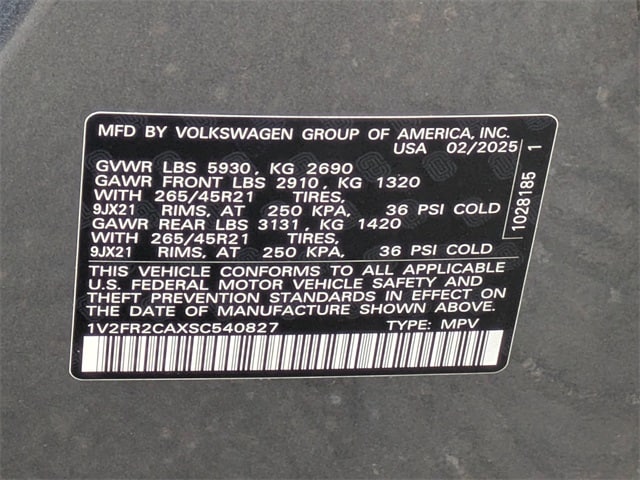 MFD BY VOLKSWAGEN GROUP OF AMERICA, INC.
USA 02/2025
GVWR LBS 5930, KG 2690
GAWR FRONT LBS 2910, KG 1320
WITH 265/45R21 TIRES,
9JX21 RIMS, AT 250 KPA, 36 PSI COLD
GAWR REAR LBS 3131, KG 1420
WITH 265/45R21 TIRES,
9JX21 RIMS, AT 250 KPA, 36 PSI COLD
THIS VEHICLE CONFORMS TO ALL APPLICABLE
U.S. FEDERAL MOTOR VEHICLE SAFETY AND
THEFT PREVENTION STANDARDS IN EFFECT ON
THE DATE OF MANUFACTURE SHOWN ABOVE.
1V2FR2CAXSC540827 TYPE: MPV
1028185 1